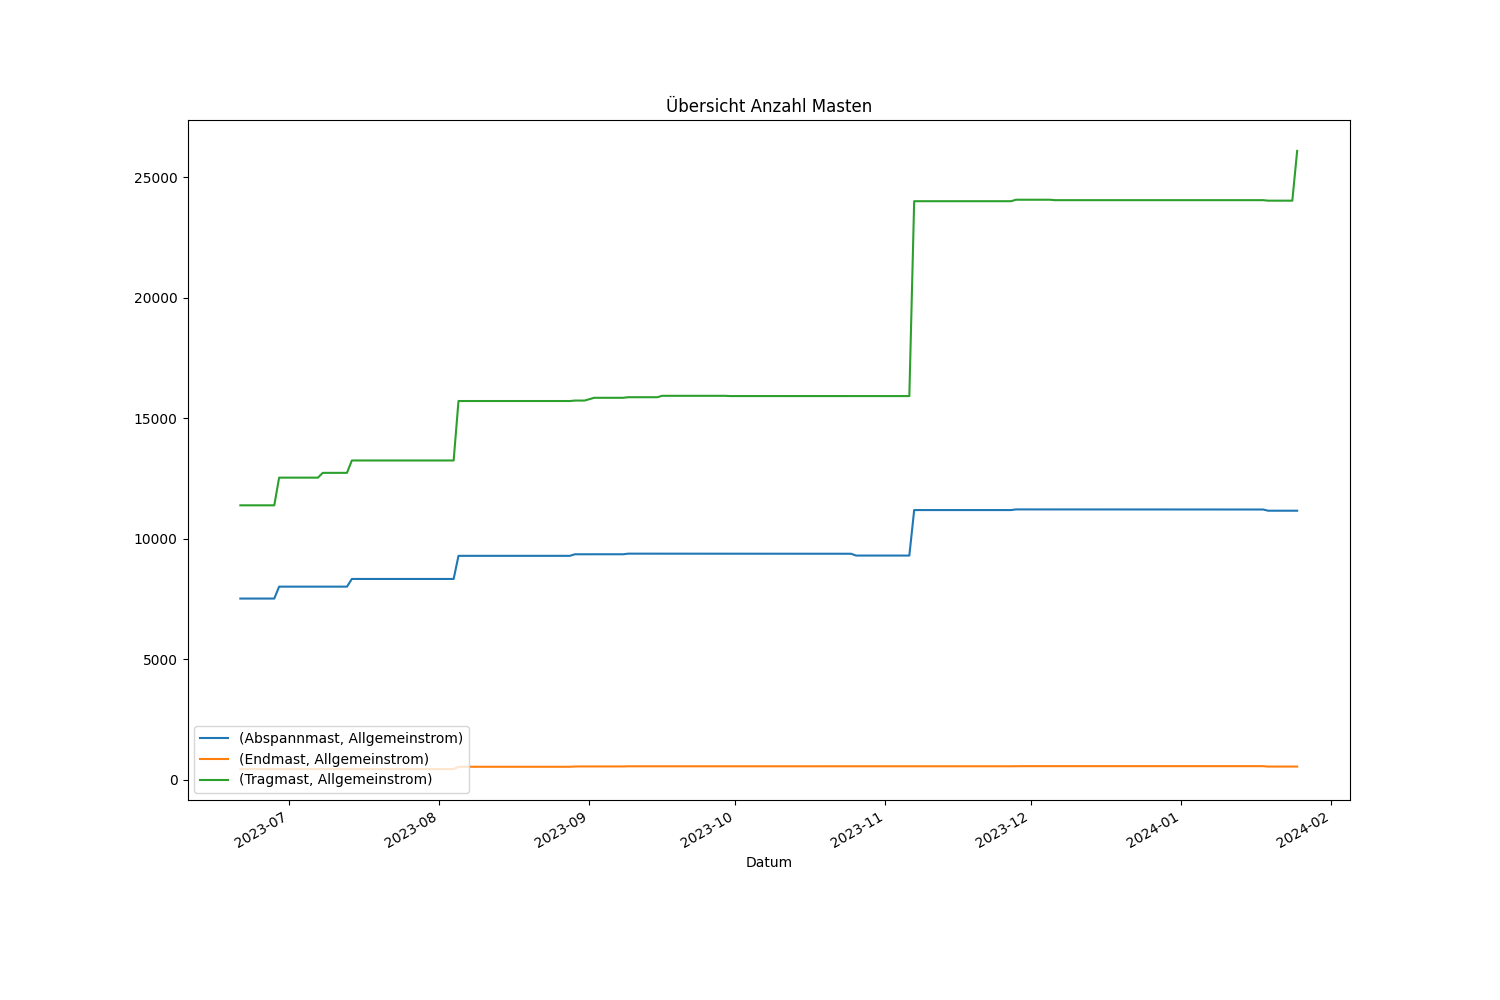 Übersicht Anzahl Masten
25000
20000
15000
10000
5000
0
(Abspannmast, Allgemeinstrom)
(Endmast, Allgemeinstrom)
(Tragmast, Allgemeinstrom)
2023-07
2023-08
2023-09
2023-10
2023-11
2023-12
2024-01
2024-02
Datum